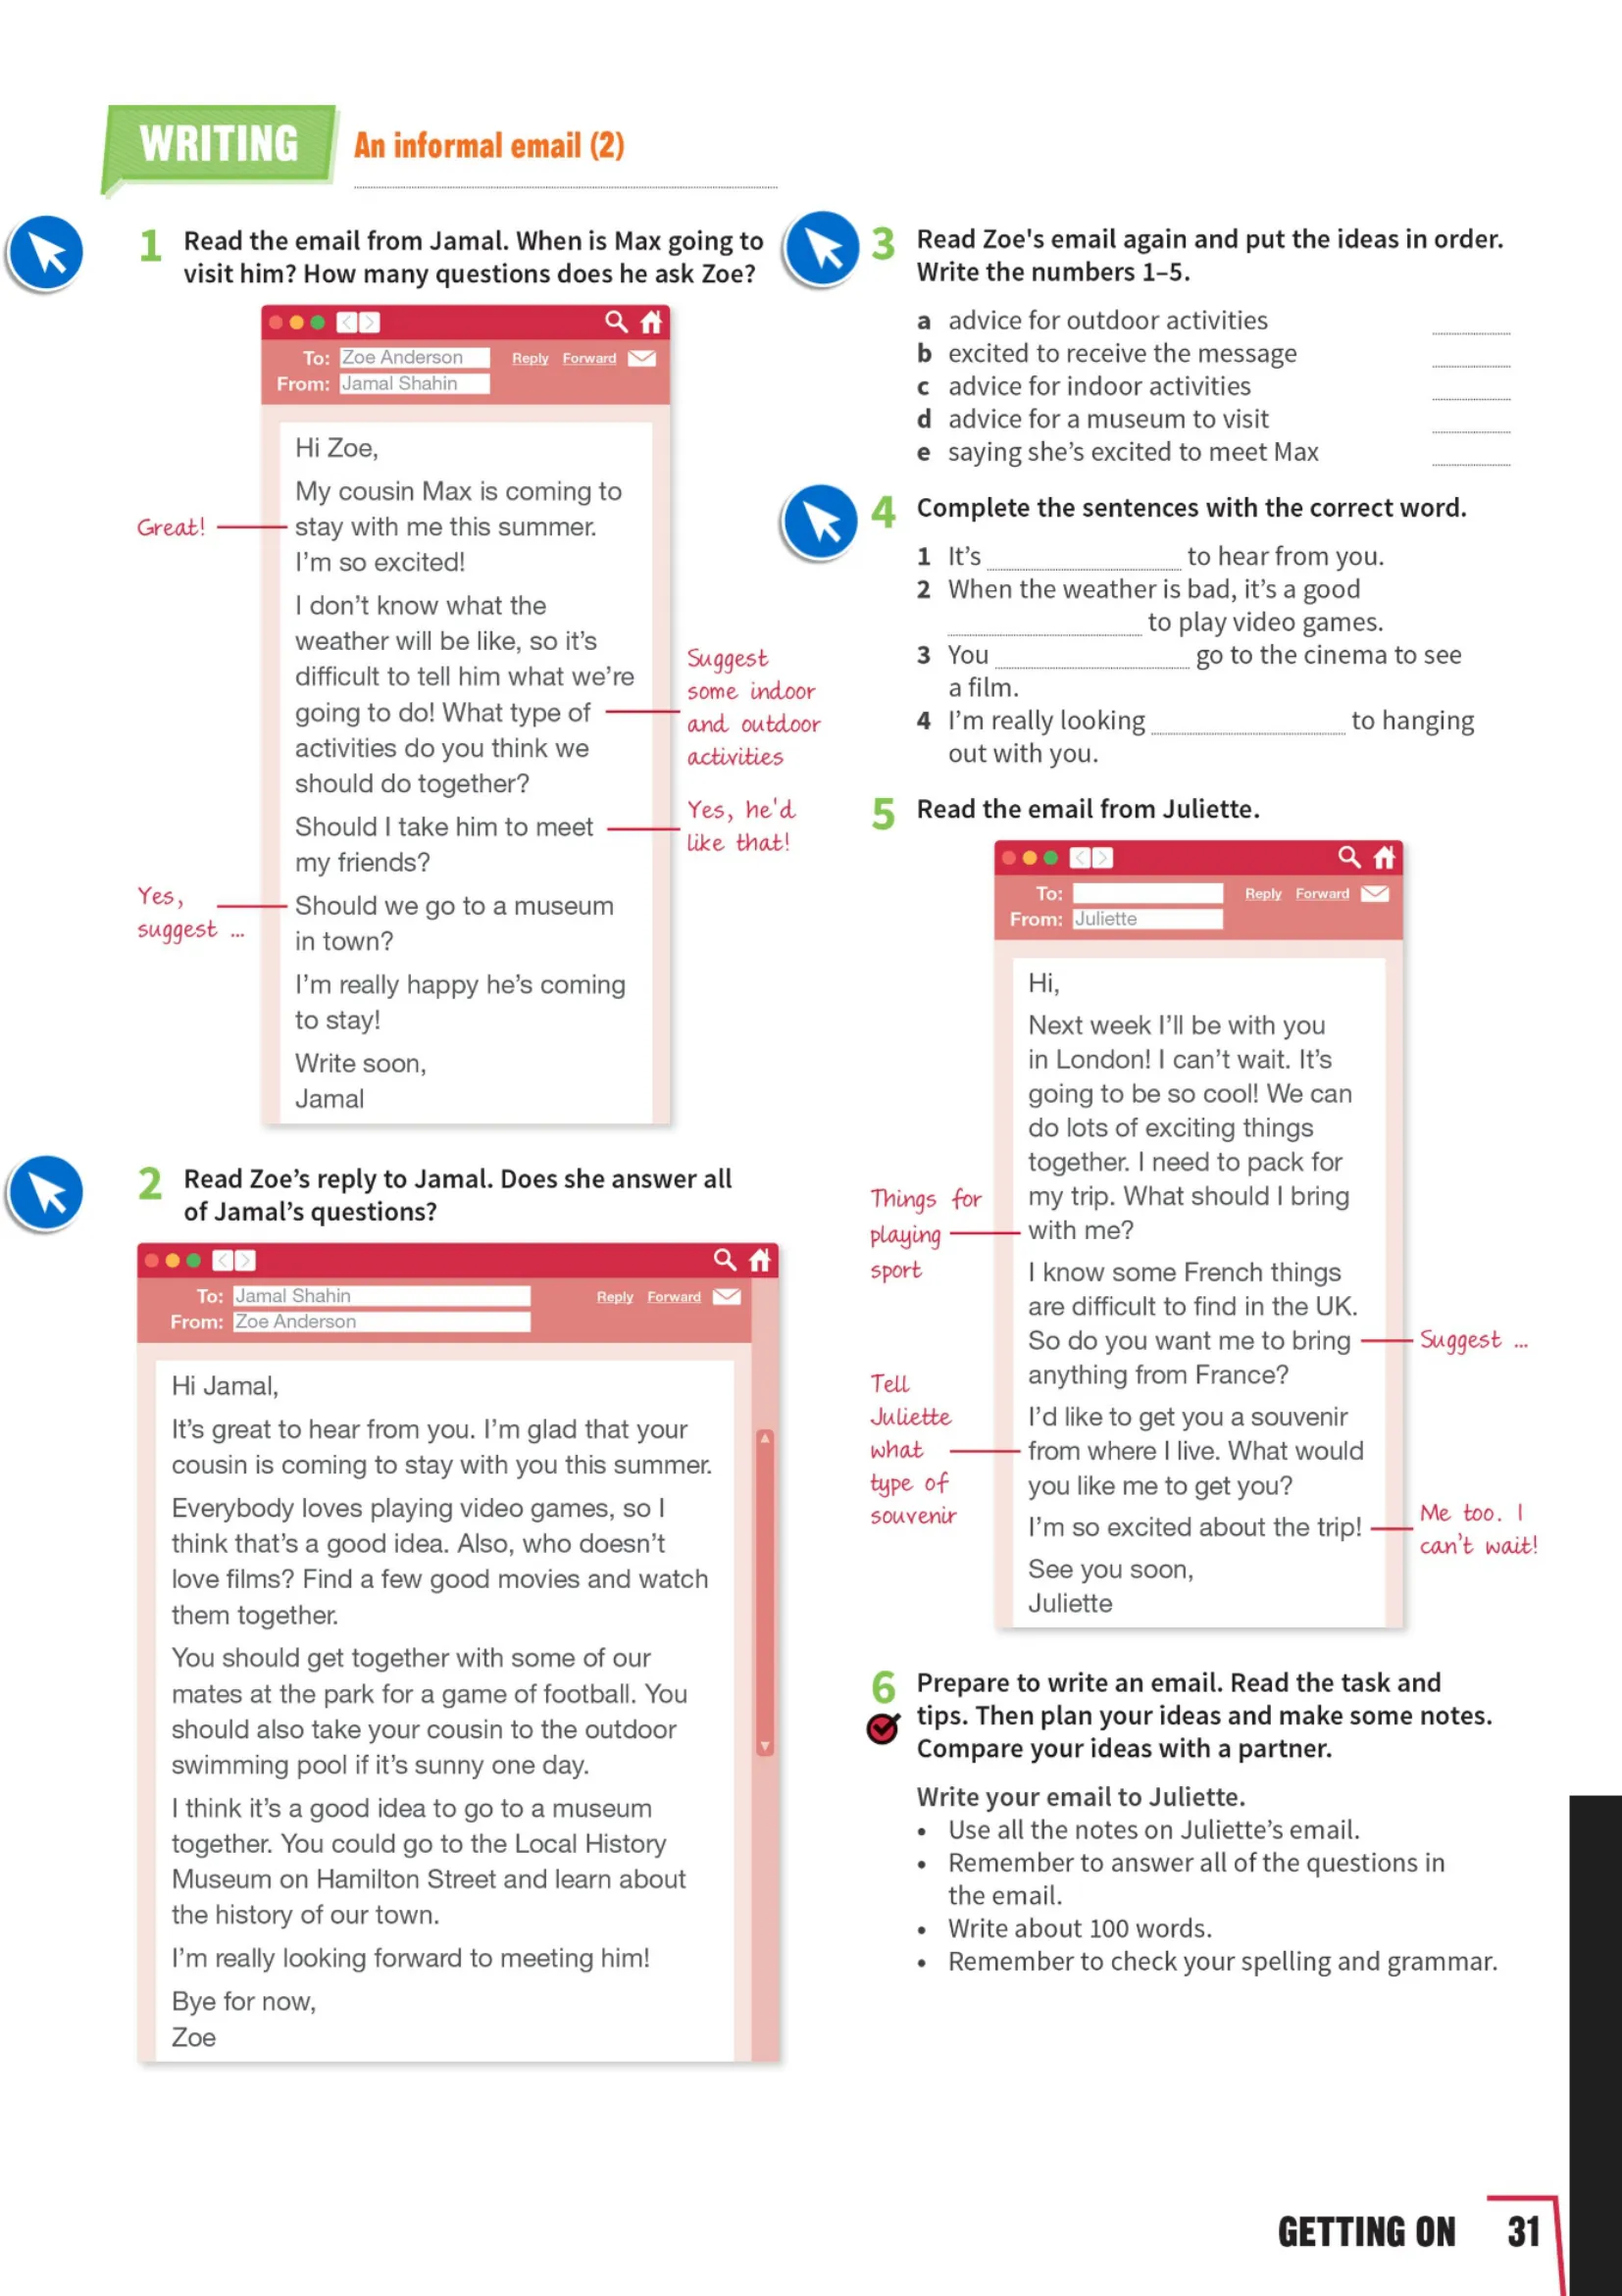 WRITING
An informal email (2)
1 Read the email from Jamal. When is Max going to
visit him? How many questions does he ask Zoe?
To: Zoe Anderson Reply Forward
From: Jamal Shahin
Hi Zoe,
My cousin Max is coming to
stay with me this summer.
I'm so excited!
Great!
I don't know what the
weather will be like, so it's
difficult to tell him what we're
going to do! What type of
activities do you think we
should do together?
Suggest
some indoor
and outdoor
activities
Should I take him to meet
my friends?
Yes, he'd
like that!
Should we go to a museum
in town?
Yes,
suggest ...
I'm really happy he's coming
to stay!
Write soon,
Jamal
2 Read Zoe's reply to Jamal. Does she answer all
of Jamal's questions?
To: Jamal Shahin Reply Forward
From: Zoe Anderson
Hi Jamal,
It's great to hear from you. I'm glad that your
cousin is coming to stay with you this summer.
Everybody loves playing video games, so I
think that's a good idea. Also, who doesn't
love films? Find a few good movies and watch
them together.
You should get together with some of our
mates at the park for a game of football. You
should also take your cousin to the outdoor
swimming pool if it's sunny one day.
I think it's a good idea to go to a museum
together. You could go to the Local History
Museum on Hamilton Street and learn about
the history of our town.
I'm really looking forward to meeting him!
Bye for now,
Zoe
3 Read Zoe's email again and put the ideas in order.
Write the numbers 1–5.
a advice for outdoor activities
b excited to receive the message
c advice for indoor activities
d advice for a museum to visit
e saying she's excited to meet Max
4 Complete the sentences with the correct word.
1 It's to hear from you.
2 When the weather is bad, it's a good
to play video games.
3 You go to the cinema to see
a film.
4 I'm really looking to hanging
out with you.
5 Read the email from Juliette.
To: Reply Forward
From: Juliette
Hi,
Next week I'll be with you
in London! I can't wait. It's
going to be so cool! We can
do lots of exciting things
together. I need to pack for
my trip. What should I bring
with me?
Things for
playing
sport
I know some French things
are difficult to find in the UK.
So do you want me to bring
anything from France?
Suggest ...
I'd like to get you a souvenir
from where I live. What would
you like me to get you?
Tell
Juliette
what
type of
souvenir
I'm so excited about the trip!
Me too. I
can't wait!
See you soon,
Juliette
6 Prepare to write an email. Read the task and
tips. Then plan your ideas and make some notes.
Compare your ideas with a partner.
Write your email to Juliette.
• Use all the notes on Juliette's email.
• Remember to answer all of the questions in
the email.
• Write about 100 words.
• Remember to check your spelling and grammar.
GETTING ON 31